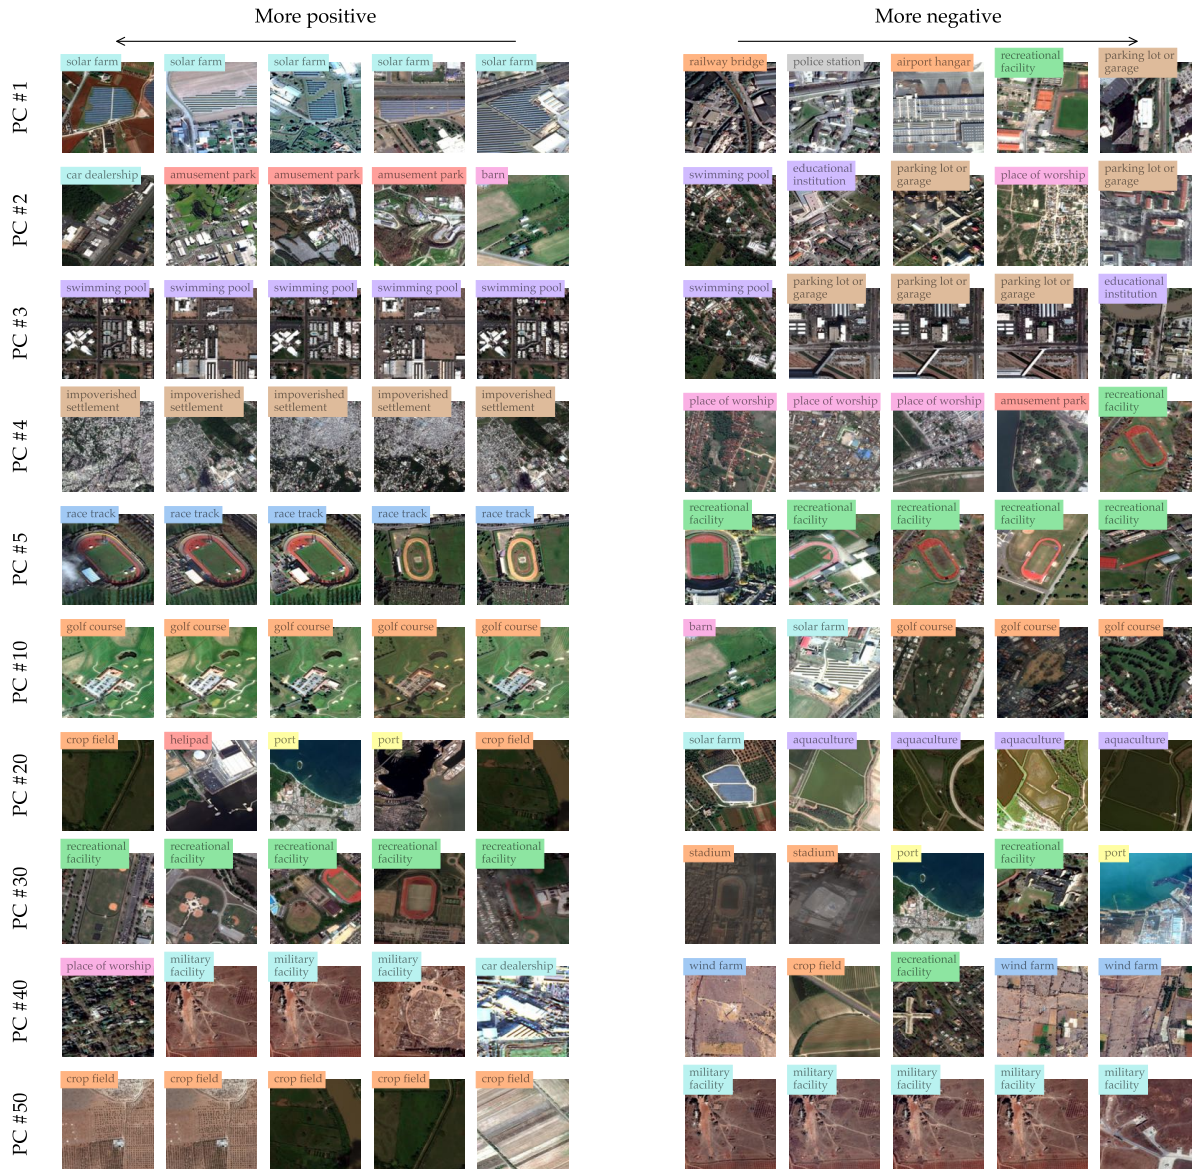 More positive
More negative
PC #1
solar farm
solar farm
solar farm
solar farm
solar farm
railway bridge
police station
airport hangar
recreational
facility
parking lot or
garage
PC #2
car dealership
amusement park
amusement park
amusement park
barn
swimming pool
educational
institution
parking lot or
garage
place of worship
parking lot or
garage
PC #3
swimming pool
swimming pool
swimming pool
swimming pool
swimming pool
swimming pool
parking lot or
garage
parking lot or
garage
parking lot or
garage
educational
institution
PC #4
impoverished
settlement
impoverished
settlement
impoverished
settlement
impoverished
settlement
impoverished
settlement
place of worship
place of worship
place of worship
amusement park
recreational
facility
PC #5
race track
race track
race track
race track
race track
recreational
facility
recreational
facility
recreational
facility
recreational
facility
recreational
facility
PC #10
golf course
golf course
golf course
golf course
golf course
barn
solar farm
golf course
golf course
golf course
PC #20
crop field
helipad
port
port
crop field
solar farm
aquaculture
aquaculture
aquaculture
aquaculture
PC #30
recreational
facility
recreational
facility
recreational
facility
recreational
facility
recreational
facility
stadium
stadium
port
recreational
facility
port
PC #40
place of worship
military
facility
military
facility
military
facility
car dealership
wind farm
crop field
recreational
facility
wind farm
wind farm
PC #50
crop field
crop field
crop field
crop field
crop field
military
facility
military
facility
military
facility
military
facility
military
facility